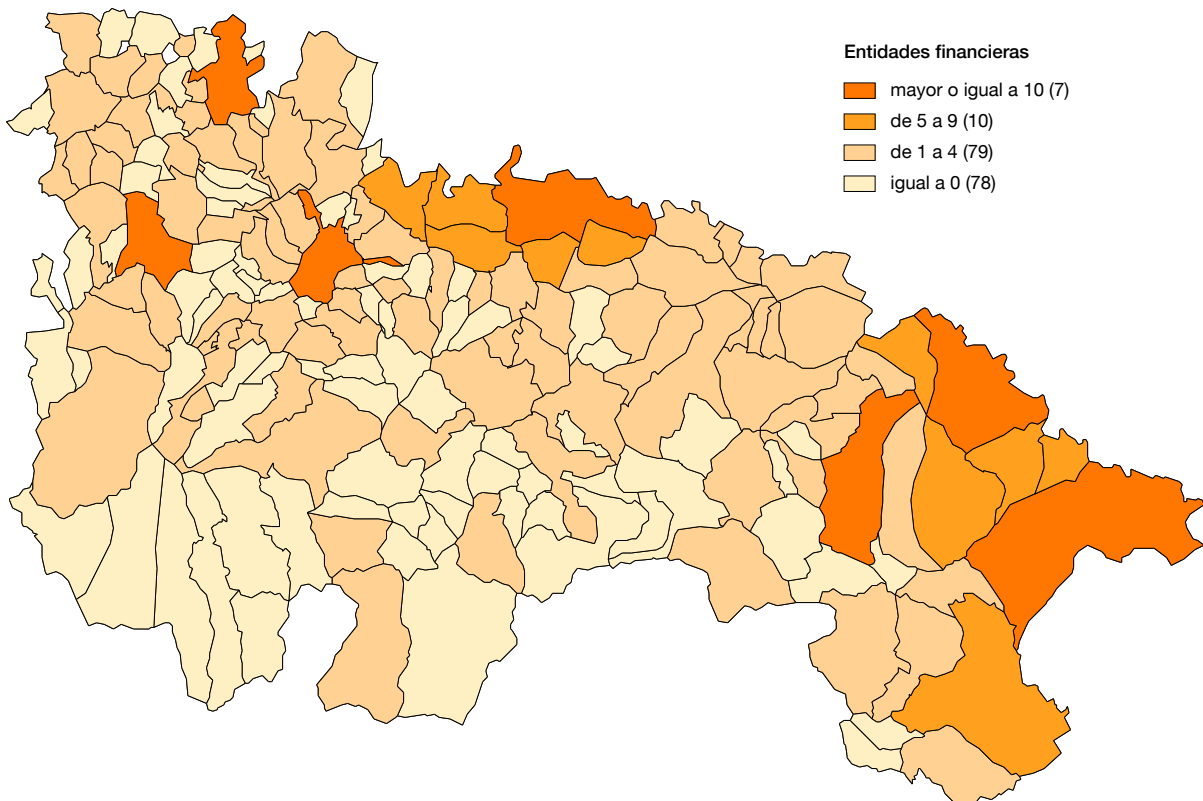 Entidades financieras
mayor o igual a 10 (7)
de 5 a 9 (10)
de 1 a 4 (79)
igual a 0 (78)